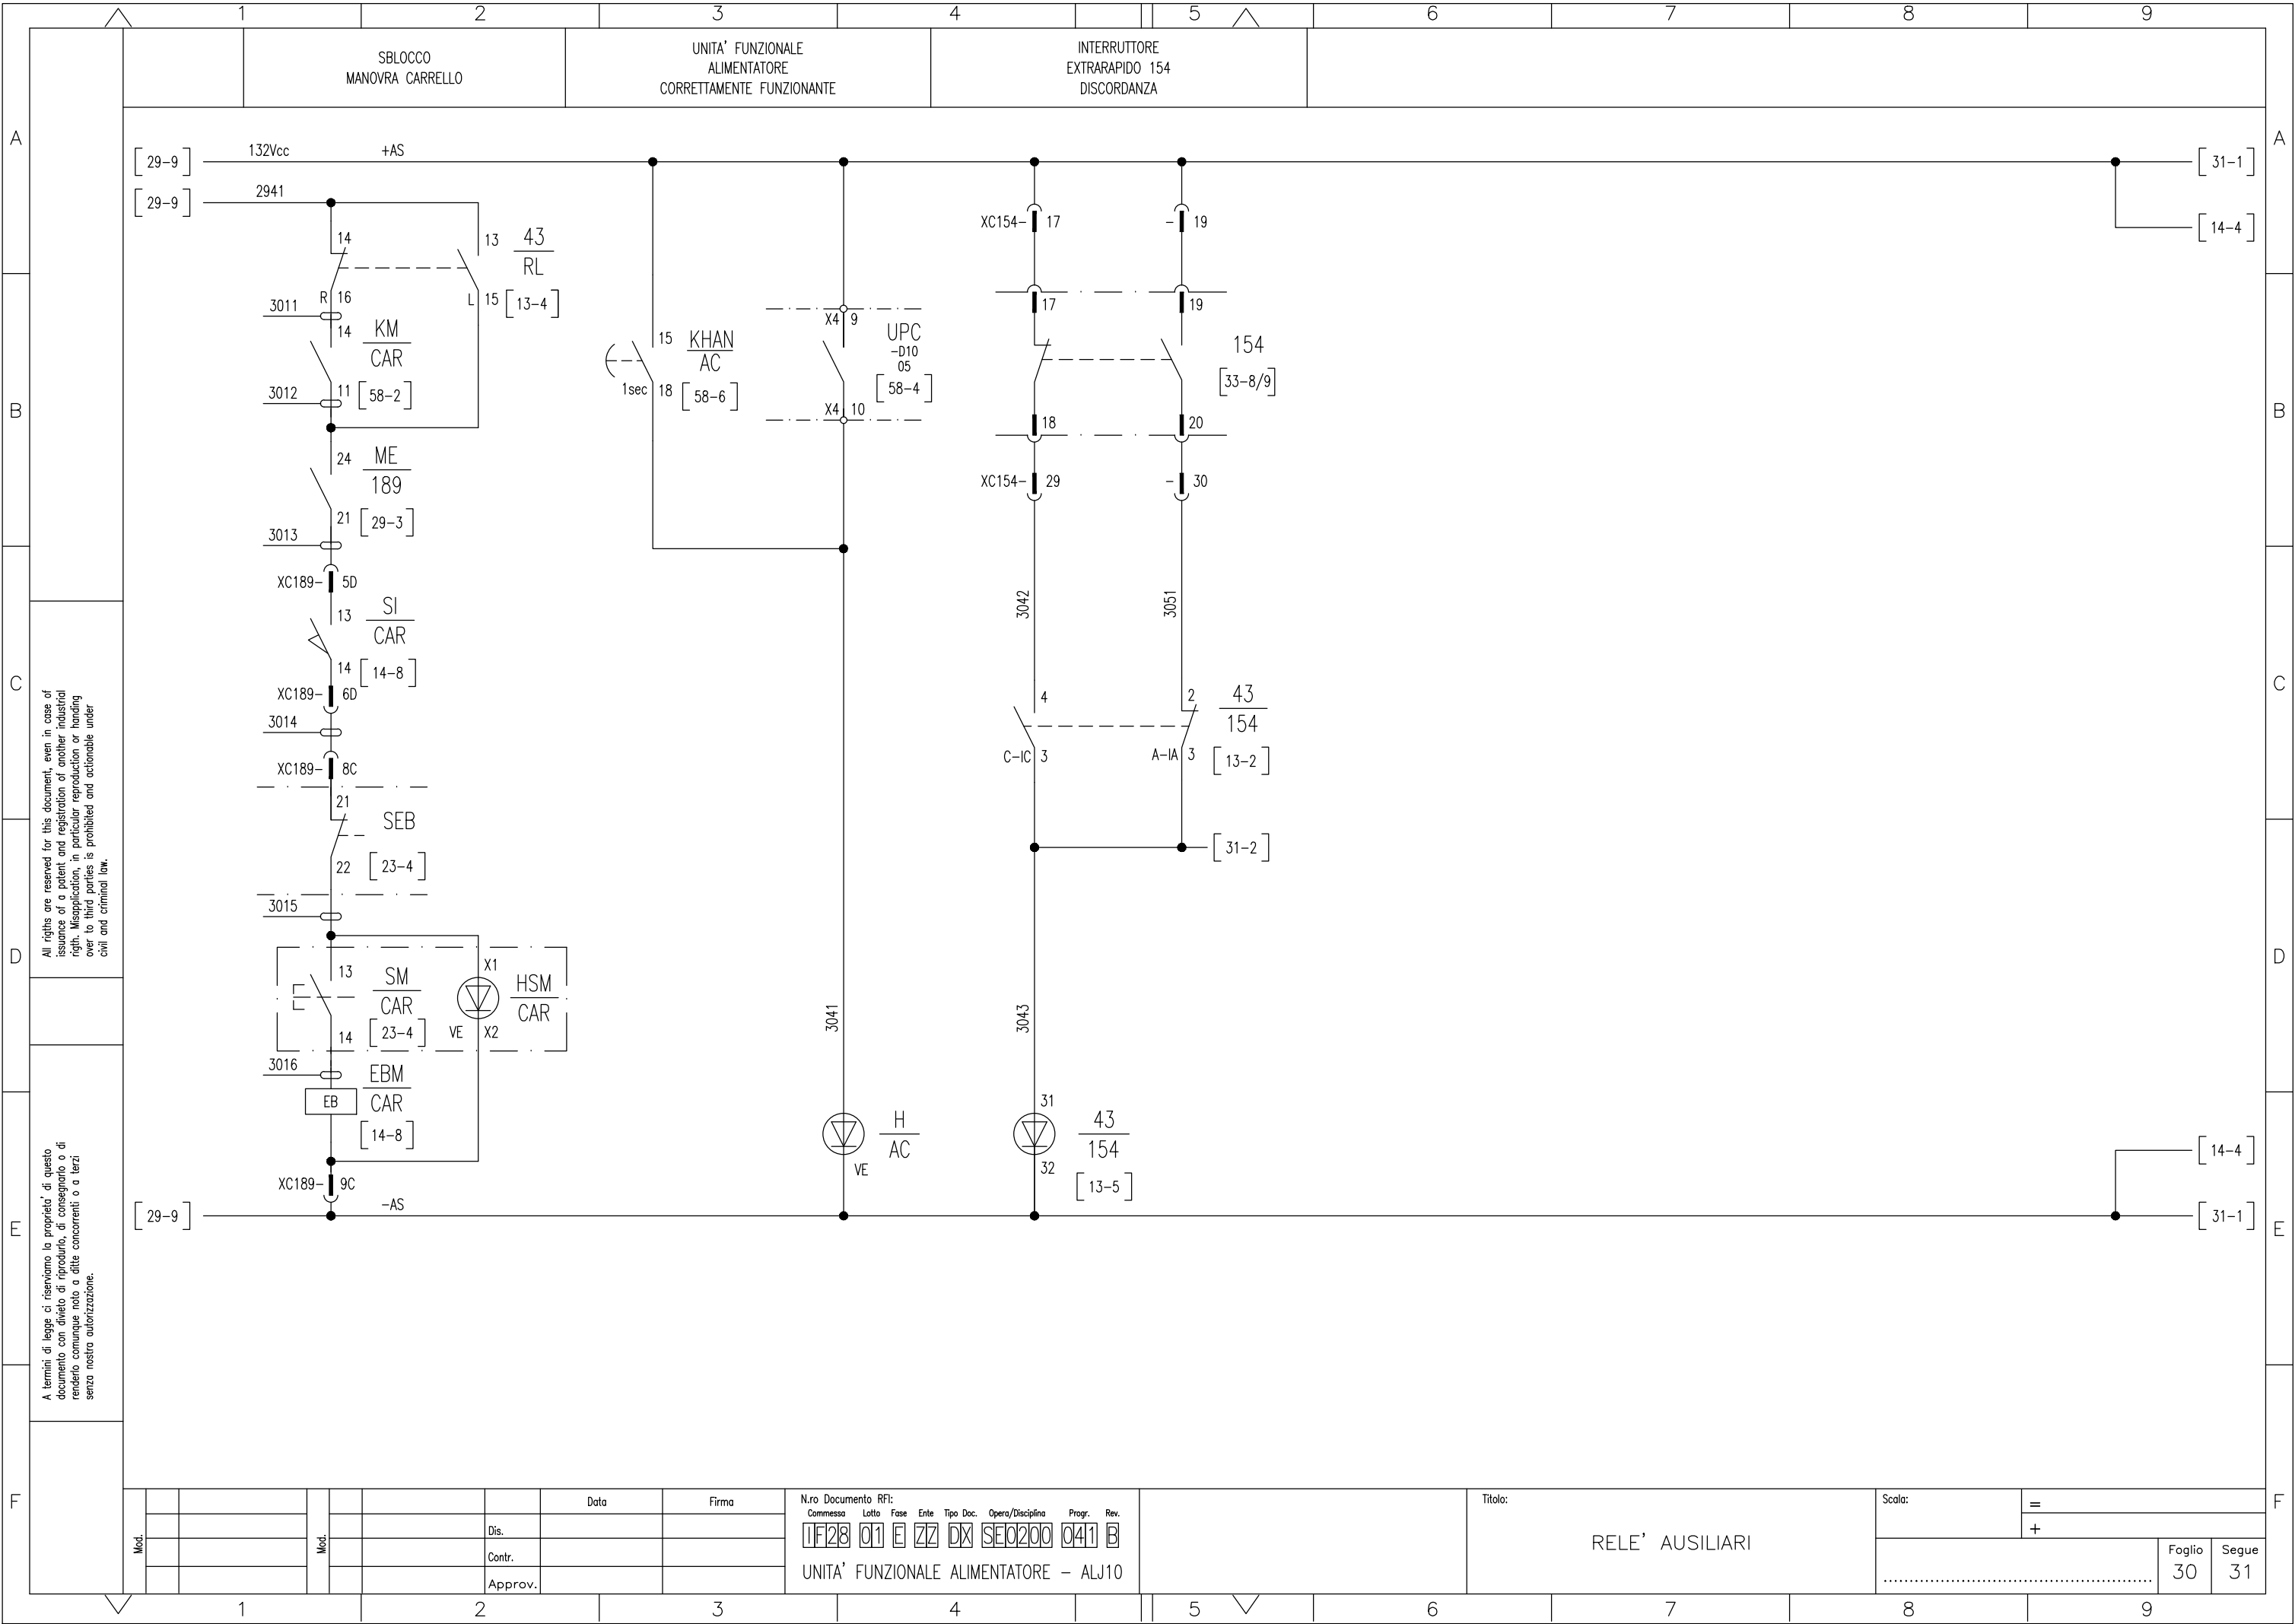 1 2 3 4 5 6 7 8 9
SBLOCCO
MANOVRA CARRELLO
UNITA' FUNZIONALE
ALIMENTATORE
CORRETTAMENTE FUNZIONANTE
INTERRUTTORE
EXTRARAPIDO 154
DISCORDANZA
A A
29-9 132Vcc +AS 31-1
29-9 2941
XC154- 17 - 19 14-4
14 13 43
RL
R 16 L 15 13-4
3011
17 19
14 KM
CAR
X4 9 UPC
-D10
05
58-4
15 KHAN
AC
1sec 18 58-6
154
33-8/9
3012 11 58-2
B B
X4 10
18 20
24 ME
189
XC154- 29 - 30
21 29-3
3013
XC189- 5D
13 SI
CAR
3042 3051
14 14-8
C C
XC189- 6D
3014
4 2 43
154
C-IC 3 A-IA 3 13-2
XC189- 8C
21 SEB
22 23-4
31-2
3015
D D
13 SM
CAR
X1 HSM
CAR
14 23-4 VE X2
3041 3043
3016 EBM
CAR
EB
14-8
H
AC
VE
31 43
154
32
13-5
14-4
XC189- 9C
29-9 -AS 31-1
E E
All rigths are reserved for this document, even in case of
issuance of a patent and registration of another industrial
rigth. Misapplication, in particular reproduction or handing
over to third parties is prohibited and actionable under
civil and criminal law.
A termini di legge ci riserviamo la proprieta' di questo
documento con divieto di riprodurlo, di consegnarlo o di
renderlo comunque noto a ditte concorrenti o a terzi
senza nostra autorizzazione.
F F
Mod. Mod. Data Firma
Dis.
Contr.
Approv.
N.ro Documento RFI:
Commessa Lotto Fase Ente Tipo Doc. Opera/Disciplina Progr. Rev.
IF28 01 E ZZ DX SE0200 041 B
UNITA' FUNZIONALE ALIMENTATORE - ALJ10
Titolo:
RELE' AUSILIARI
Scala: =
+
Foglio Segue
30 31
1 2 3 4 5 6 7 8 9